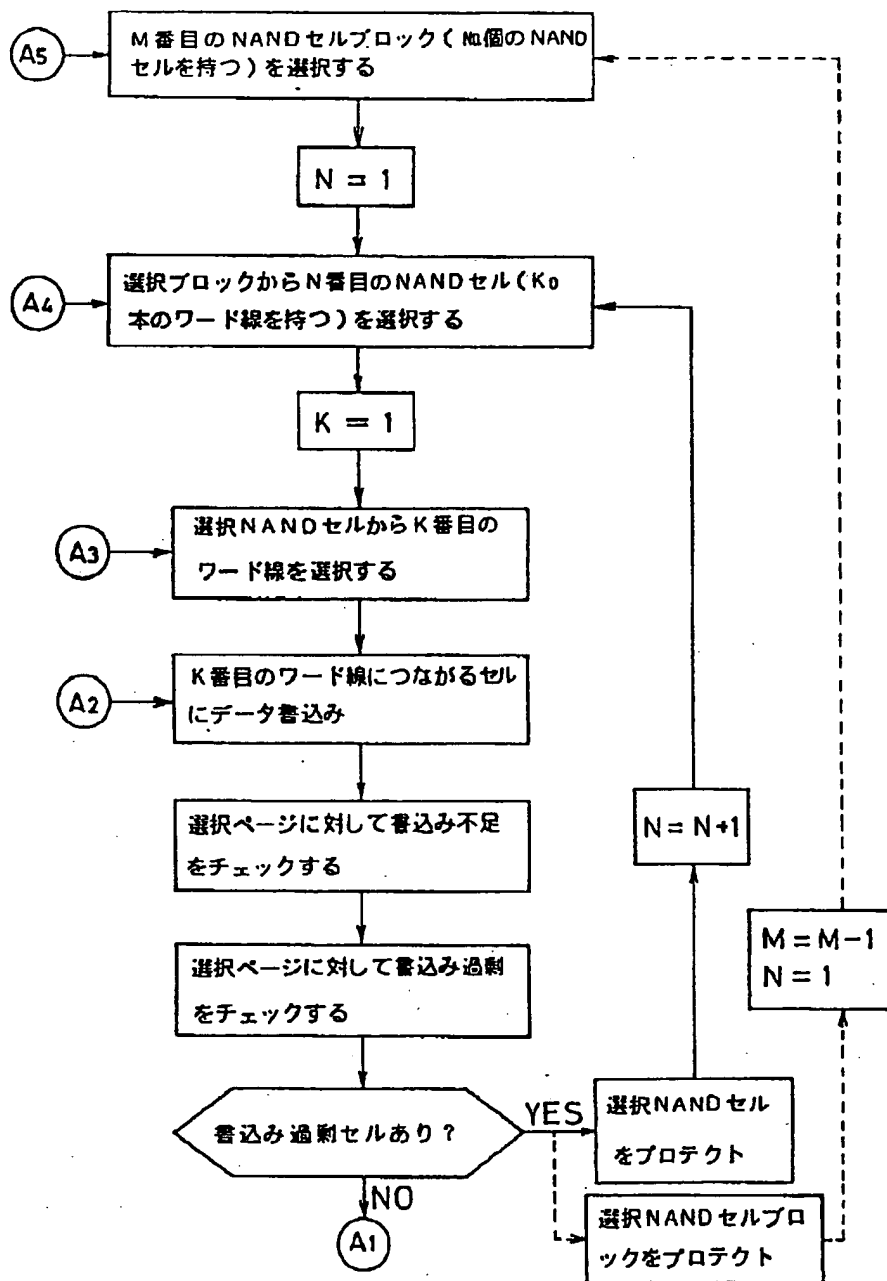 A5
M番目のNANDセルブロック(N0個のNAND
セルを持つ)を選択する
N = 1
A4
選択ブロックからN番目のNANDセル(K0
本のワード線を持つ)を選択する
K = 1
A3
選択NANDセルからK番目の
ワード線を選択する
A2
K番目のワード線につながるセル
にデータ書込み
選択ページに対して書込み不足
をチェックする
N=N+1
選択ページに対して書込み過剰
をチェックする
M=M-1
N=1
書込み過剰セルあり?
YES
選択NANDセル
をプロテクト
NO
A1
選択NANDセルブロ
ックをプロテクト